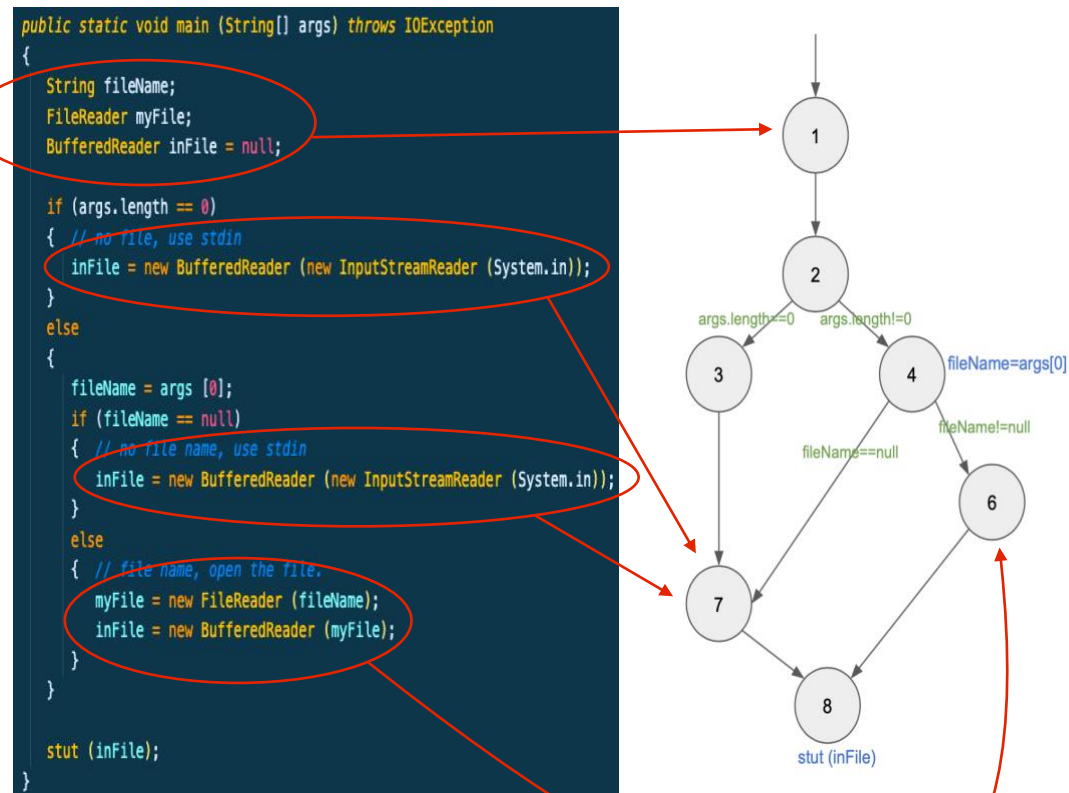 public static void main (String[] args) throws IOException
{
String fileName;
FileReader myFile;
BufferedReader inFile = null;
if (args.length == 0)
{ // no file, use stdin
inFile = new BufferedReader (new InputStreamReader (System.in));
}
else
{
fileName = args [0];
if (fileName == null)
{ // no file name, use stdin
inFile = new BufferedReader (new InputStreamReader (System.in));
}
else
{ // file name, open the file.
myFile = new FileReader (fileName);
inFile = new BufferedReader (myFile);
}
}
stut (inFile);
}
1
2
args.length==0
args.length!=0
3
4
fileName=args[0]
fileName!=null
fileName==null
6
7
8
stut (inFile)